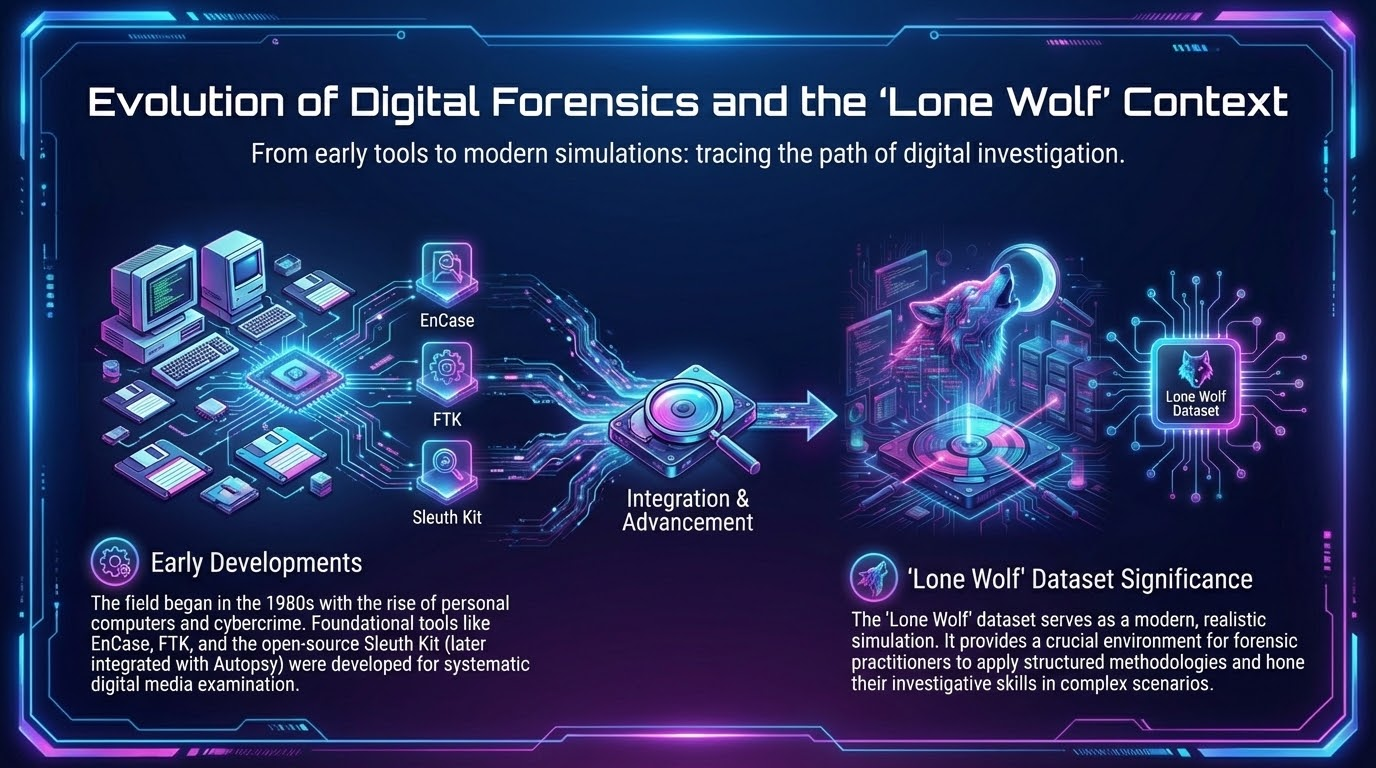 Evolution of Digital Forensics and the ‘Lone Wolf’ Context
From early tools to modern simulations: tracing the path of digital investigation.
EnCase
FTK
Sleuth Kit
Integration &
Advancement
Lone Wolf
Dataset
Early Developments
The field began in the 1980s with the rise of personal
computers and cybercrime. Foundational tools like
EnCase, FTK, and the open-source Sleuth Kit (later
integrated with Autopsy) were developed for systematic
digital media examination.
‘Lone Wolf' Dataset Significance
The 'Lone Wolf' dataset serves as a modern, realistic
simulation. It provides a crucial environment for forensic
practitioners to apply structured methodologies and hone
their investigative skills in complex scenarios.